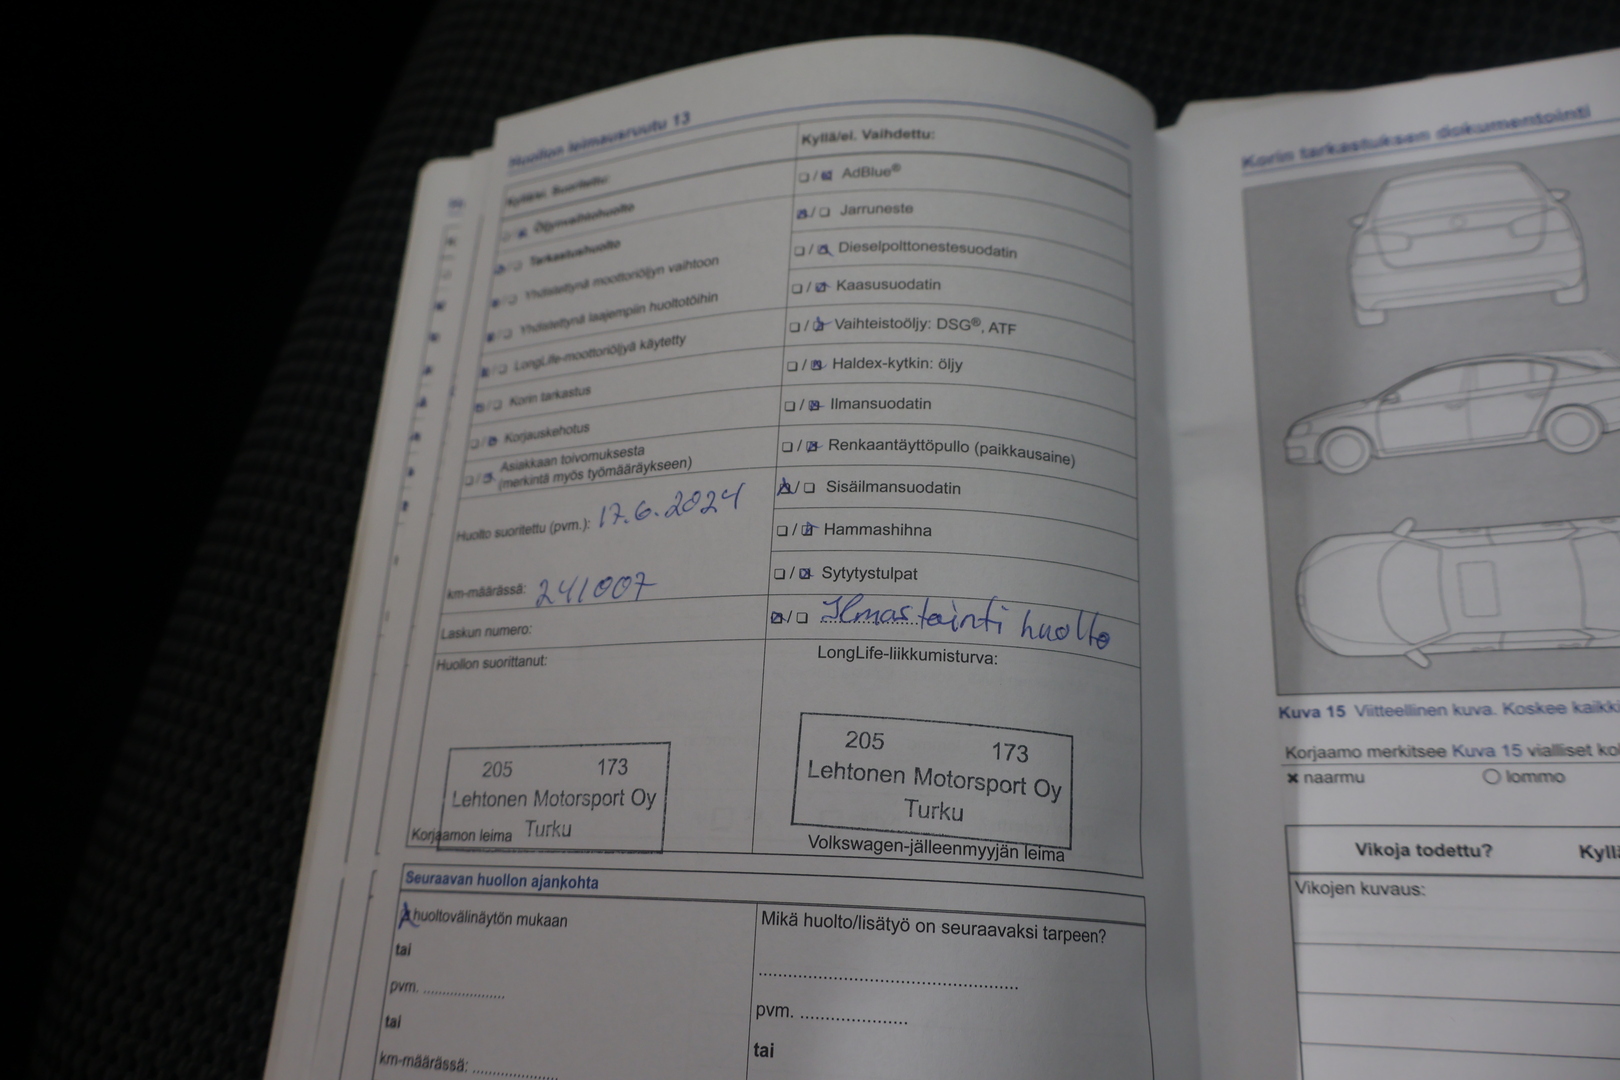 Huollon leimausruutu 13
Kyllä/ei. Suoritettu:
Öljynvaihtohuolto
Tarkastushuolto
Yhdistettynä moottoriöljyn vaihtoon
Yhdistettynä laajempiin huoltotöihin
LongLife-moottoriöljyä käytetty
Korin tarkastus
Korjauskehotus
Asiakkaan toivomuksesta
(merkintä myös työmääräykseen)
Huolto suoritettu (pvm.): 17.6.2024
km-määrässä: 241007
Laskun numero:
Huollon suorittanut:
205 173
Lehtonen Motorsport Oy
Turku
Korjaamon leima
Kyllä/ei. Vaihdettu:
AdBlue®
Jarruneste
Dieselpolttonestesuodatin
Kaasusuodatin
Vaihteistoöljy: DSG®, ATF
Haldex-kytkin: öljy
Ilmansuodatin
Renkaantäyttöpullo (paikkausaine)
Sisäilmansuodatin
Hammashihna
Sytytystulpat
Ilmastointi huolto
LongLife-liikkumisturva:
205 173
Lehtonen Motorsport Oy
Turku
Volkswagen-jälleenmyyjän leima
Seuraavan huollon ajankohta
huoltovälinäytön mukaan
tai
pvm. ....................
tai
km-määrässä: ....................
Mikä huolto/lisätyö on seuraavaksi tarpeen?
................................................
pvm. ....................
tai
Korin tarkastuksen dokumentointi
Kuva 15 Viitteellinen kuva. Koskee kaikki
Korjaamo merkitsee Kuva 15 vialliset ko
× naarmu ○ lommo
Vikoja todettu? Kyll
Vikojen kuvaus: